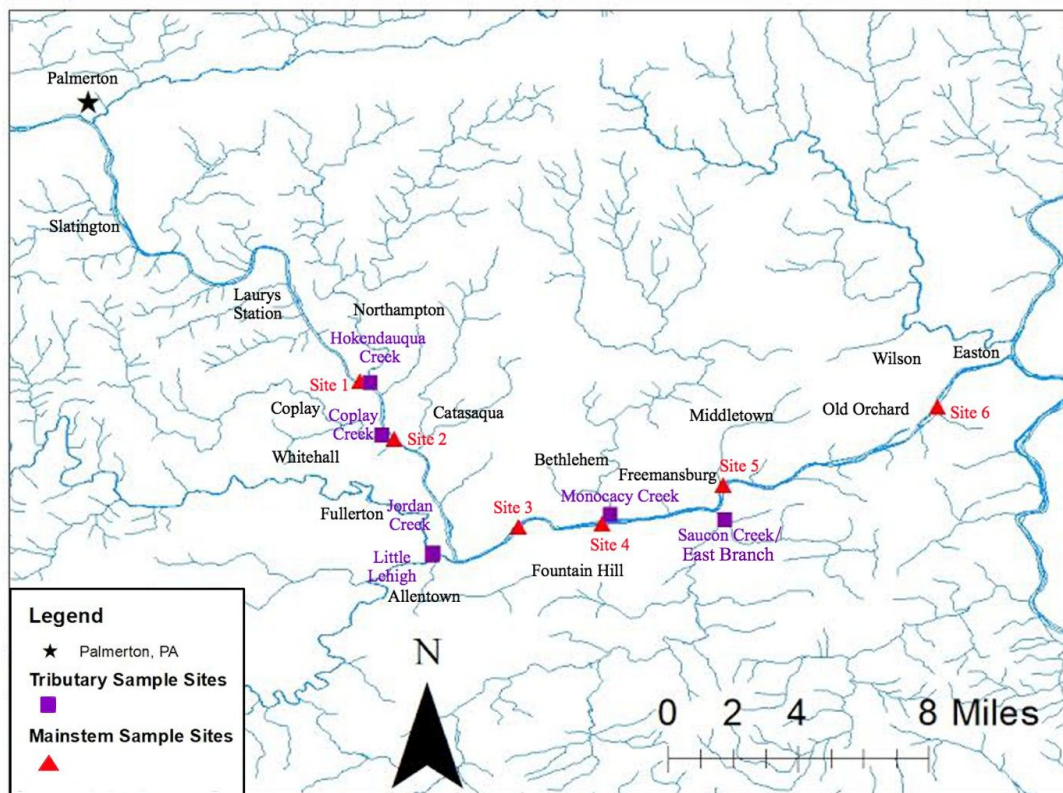 Palmerton
Slatington
Laurys
Station
Northampton
Hokendauqua
Creek
Site 1
Coplay
Coplay
Creek
Catasaqua
Site 2
Whitehall
Wilson
Easton
Middletown
Old Orchard
Site 6
Bethlehem
Freemansburg
Site 5
Monocacy Creek
Fullerton
Jordan
Creek
Site 3
Site 4
Saucon Creek/
East Branch
Little
Lehigh
Fountain Hill
Allentown
Legend
Palmerton, PA
Tributary Sample Sites
Mainstem Sample Sites
N
0 2 4 8 Miles